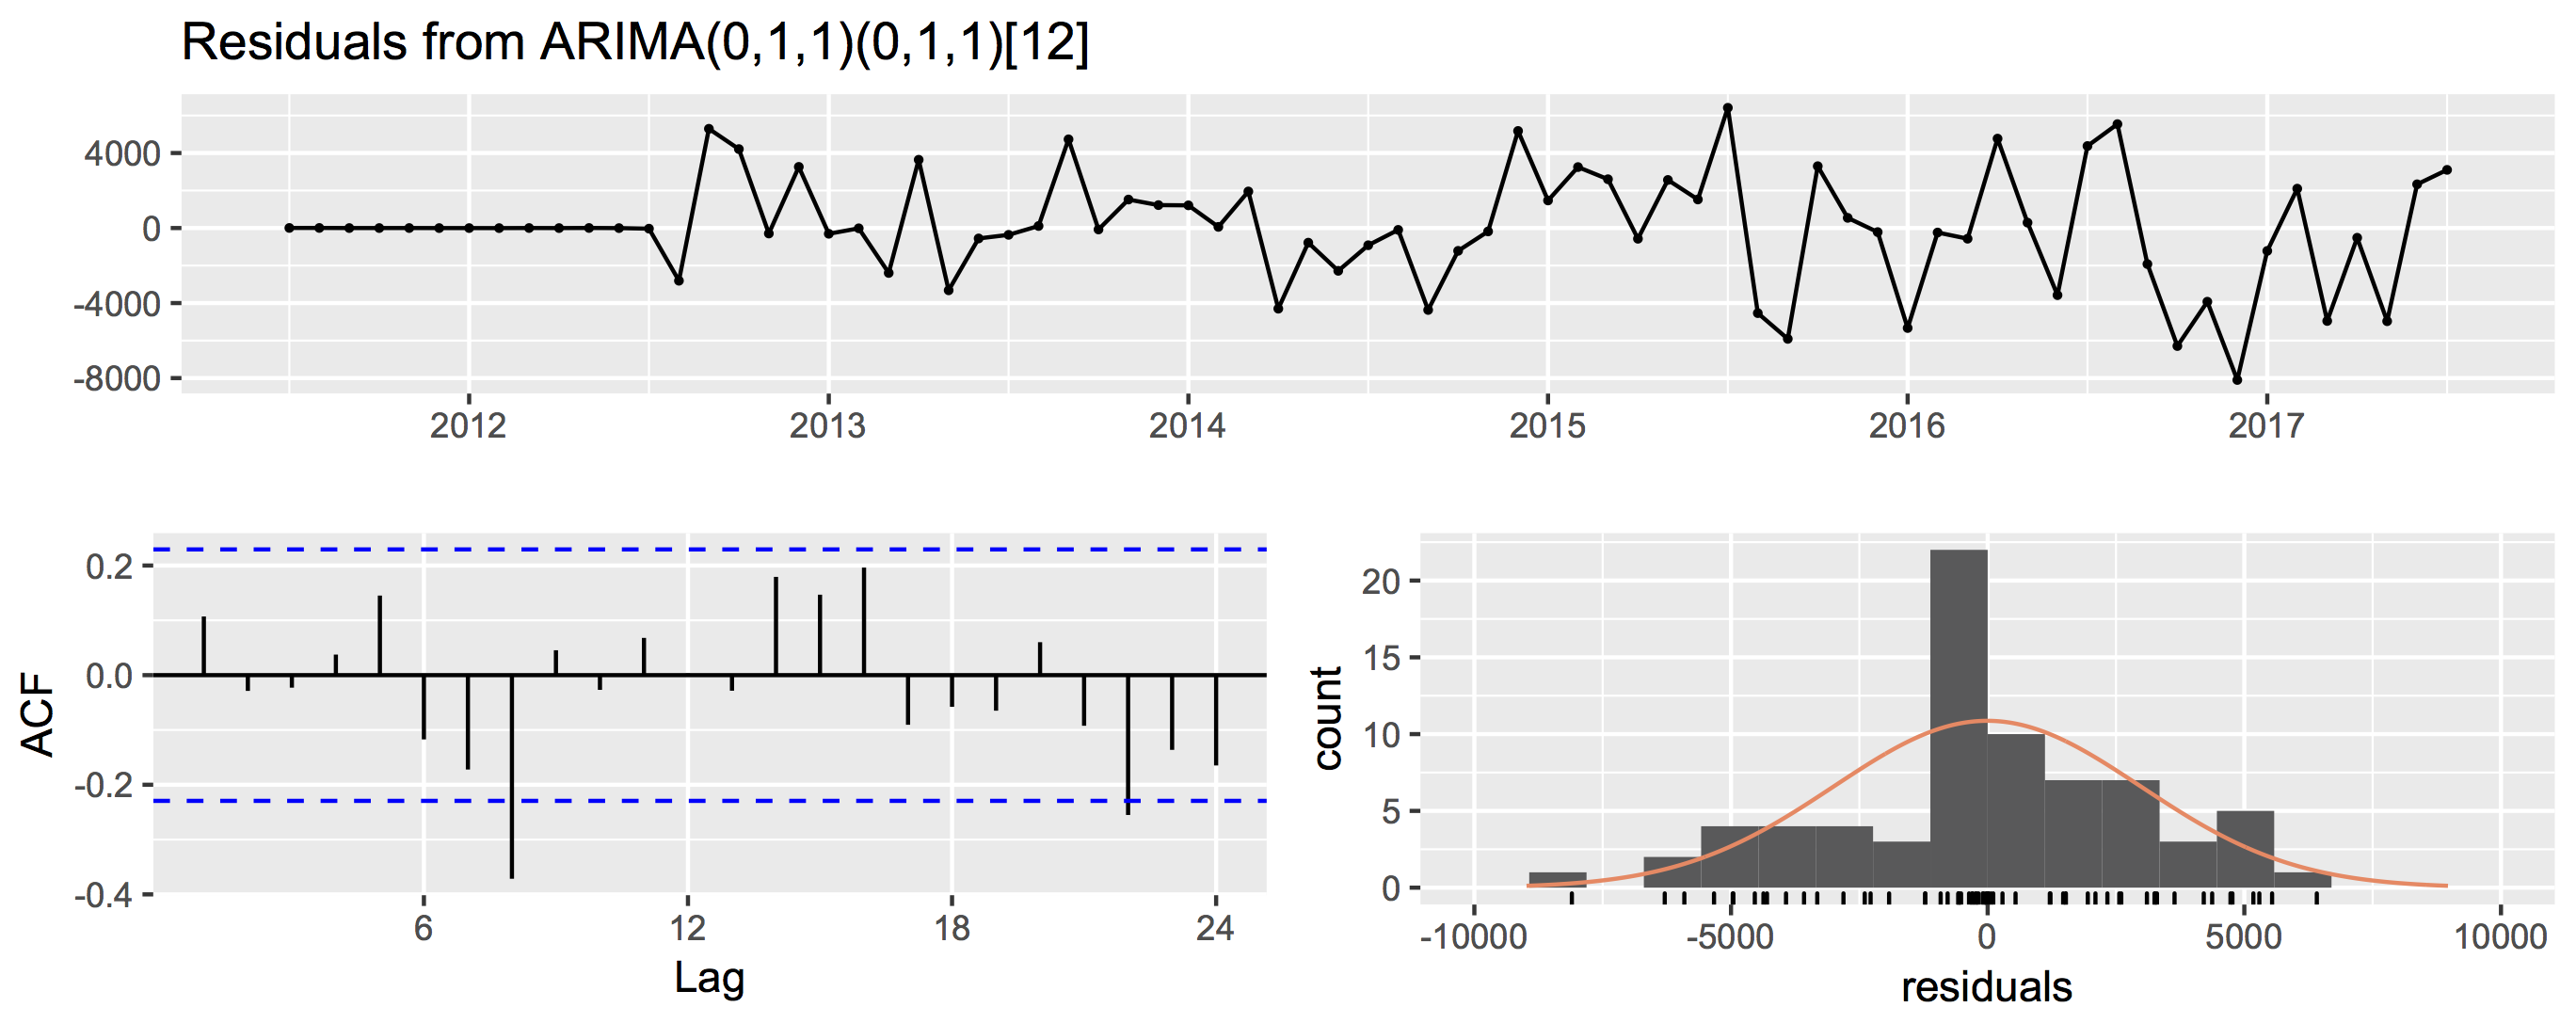 Residuals from ARIMA(0,1,1)(0,1,1)[12]
4000
0
-4000
-8000
2012 2013 2014 2015 2016 2017
0.2
0.0
-0.2
-0.4
ACF
6 12 18 24
Lag
20
15
10
5
0
count
-10000 -5000 0 5000 10000
residuals